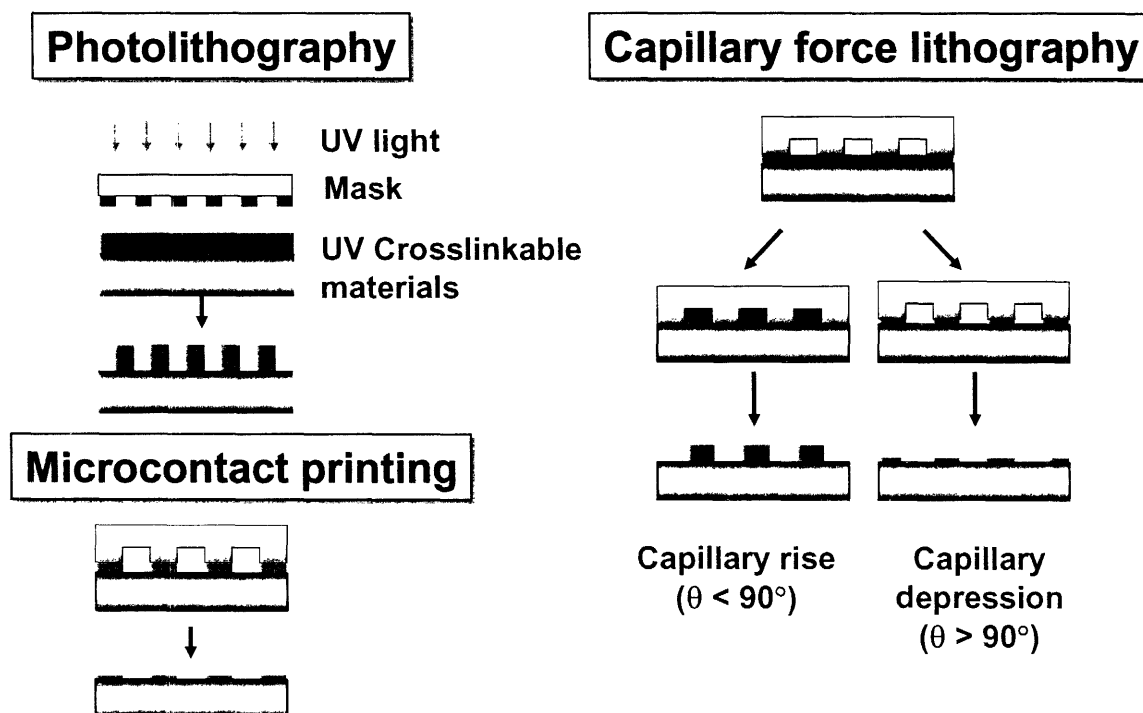 Photolithography
UV light
Mask
UV Crosslinkable
materials
Microcontact printing
Capillary force lithography
Capillary rise
(θ < 90°)
Capillary
depression
(θ > 90°)